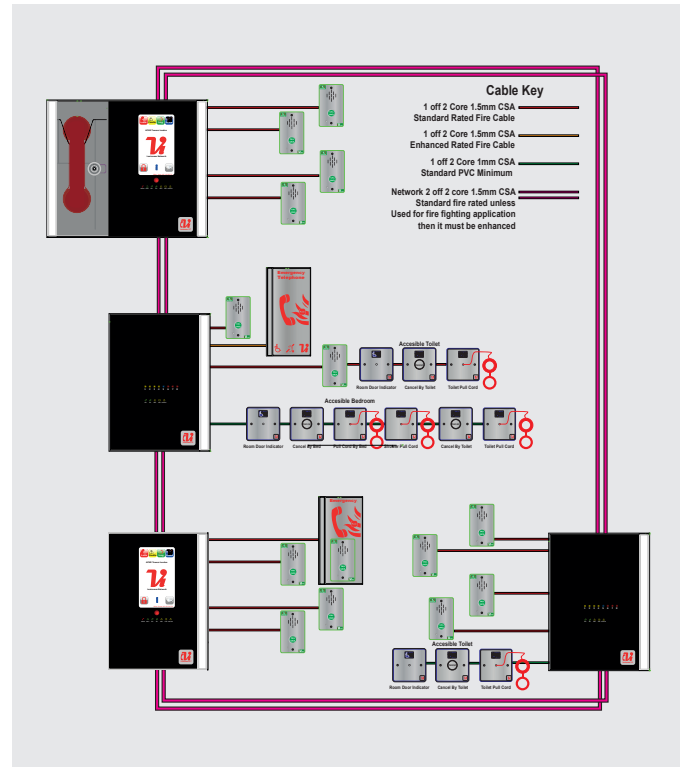 Cable Key
1 off 2 Core 1.5mm CSA
Standard Rated Fire Cable
1 off 2 Core 1.5mm CSA
Enhanced Rated Fire Cable
1 off 2 Core 1mm CSA
Standard PVC Minimum
Network 2 off 2 core 1.5mm CSA
Standard fire rated unless
Used for fire fighting application
then it must be enhanced
Emergency
Telephone
Accesible Toilet
Room Door Indicator
Cancel By Toilet
Toilet Pull Cord
Accesible Bedroom
Room Door Indicator
Cancel By Bed
Pull Cord By Bed
Pull Cord
Cancel By Toilet
Toilet Pull Cord
Emergency
Accesible Toilet
Room Door Indicator
Cancel By Toilet
Toilet Pull Cord